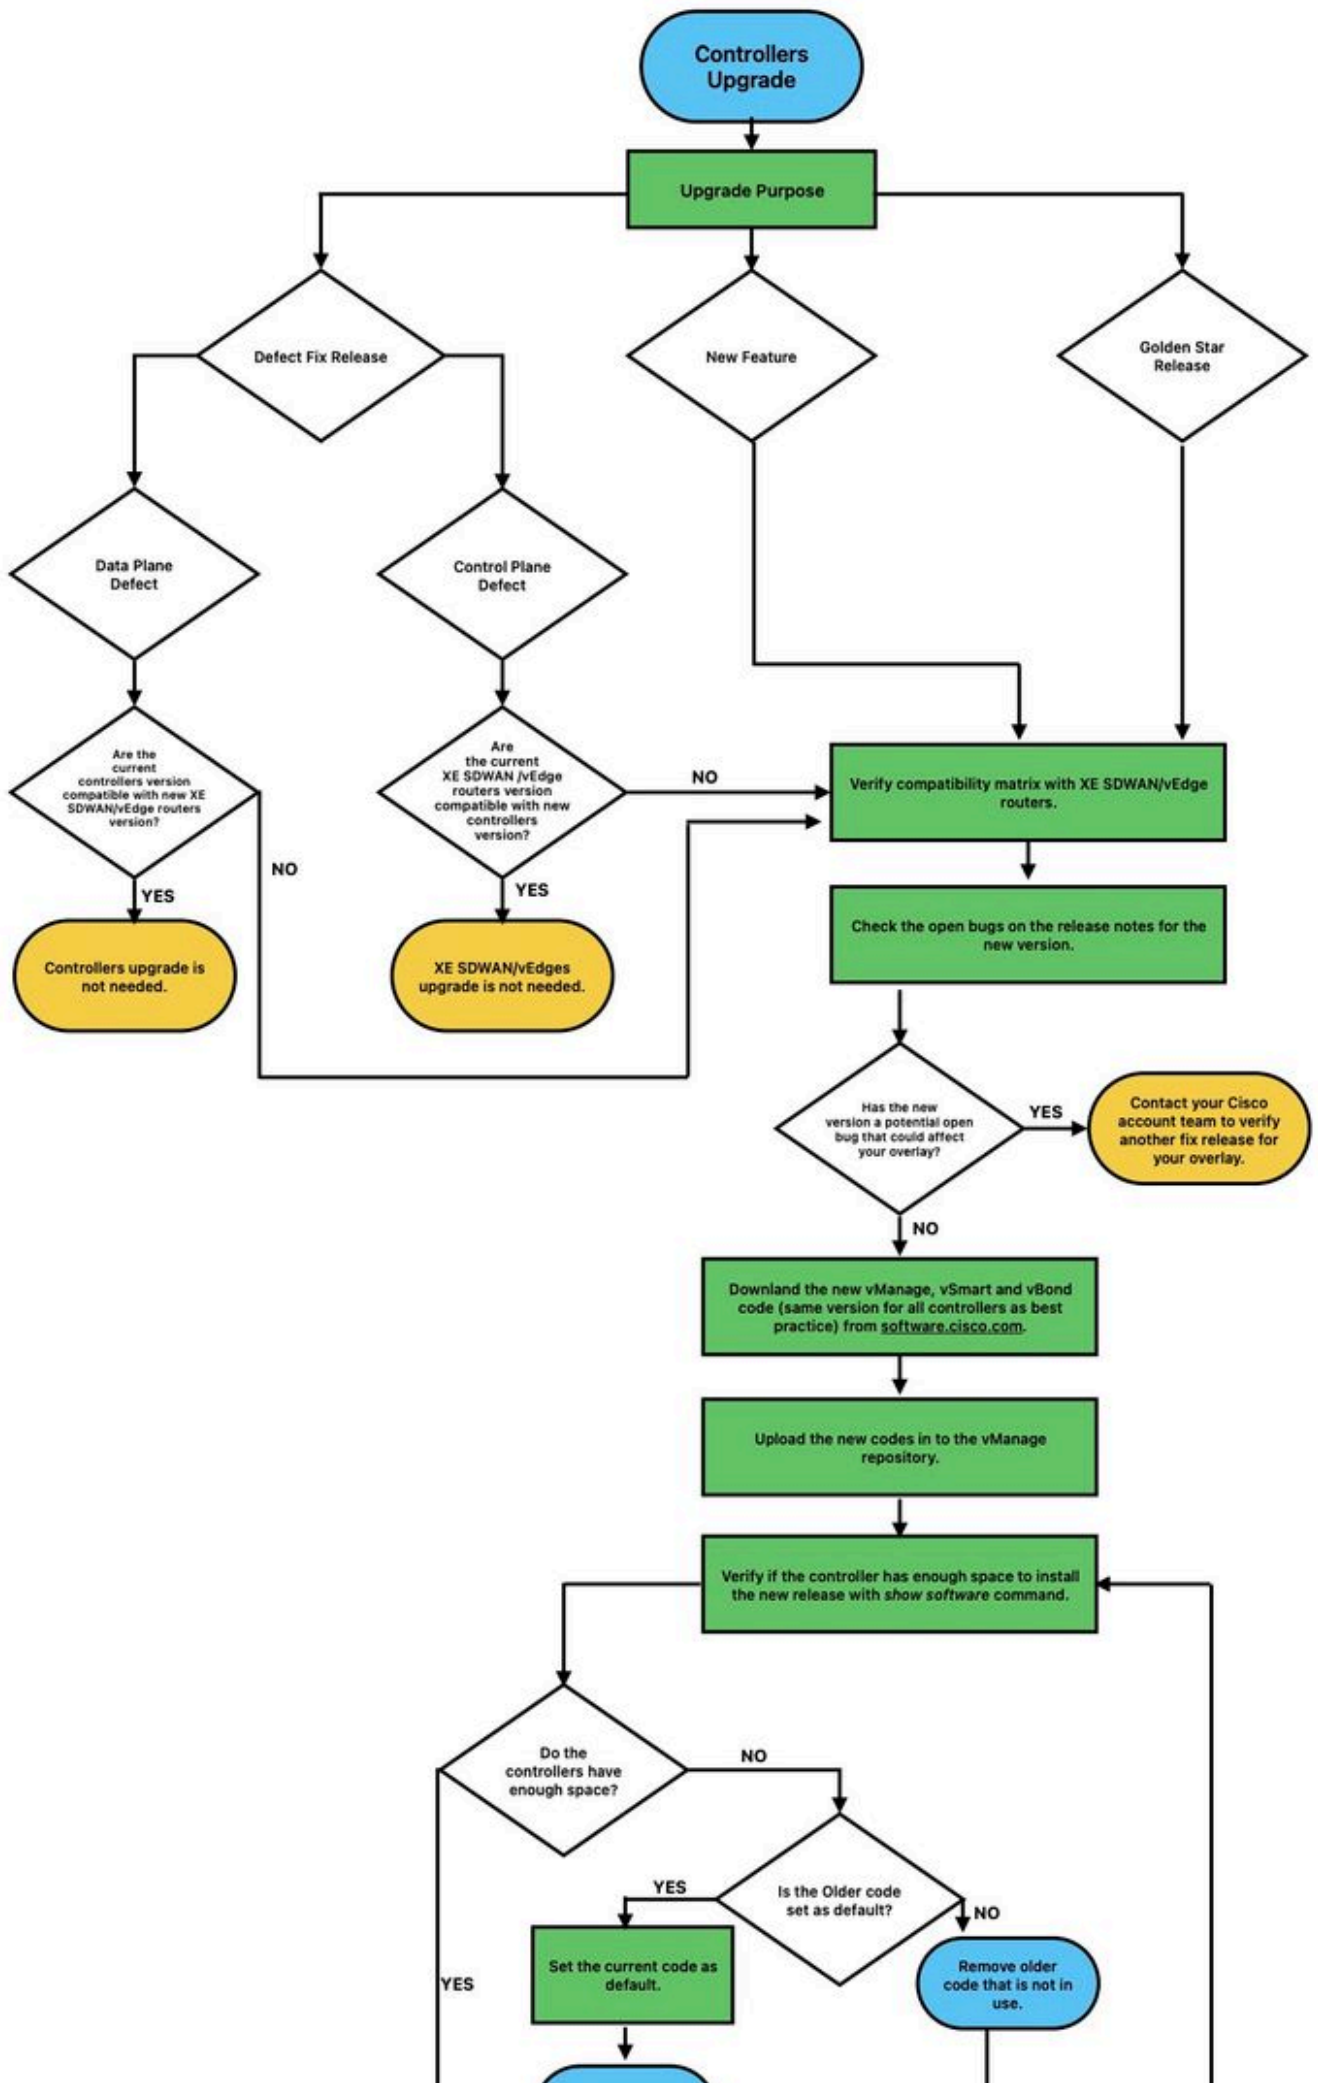 Controllers
Upgrade
Upgrade Purpose
Defect Fix Release
New Feature
Golden Star
Release
Data Plane
Defect
Control Plane
Defect
Are the
current
controllers version
compatible with new XE
SDWAN/vEdge routers
version?
Are
the current
XE SDWAN /vEdge
routers version
compatible with new
controllers
version?
NO
Verify compatibility matrix with XE SDWAN/vEdge
routers.
NO
YES
YES
Controllers upgrade is
not needed.
XE SDWAN/vEdges
upgrade is not needed.
Check the open bugs on the release notes for the
new version.
Has the new
version a potential open
bug that could affect
your overlay?
YES
Contact your Cisco
account team to verify
another fix release for
your overlay.
NO
Downland the new vManage, vSmart and vBond
code (same version for all controllers as best
practice) from software.cisco.com.
Upload the new codes in to the vManage
repository.
Verify if the controller has enough space to install
the new release with show software command.
Do the
controllers have
enough space?
NO
Is the Older code
set as default?
YES
NO
Set the current code as
default.
Remove older
code that is not in
use.
YES